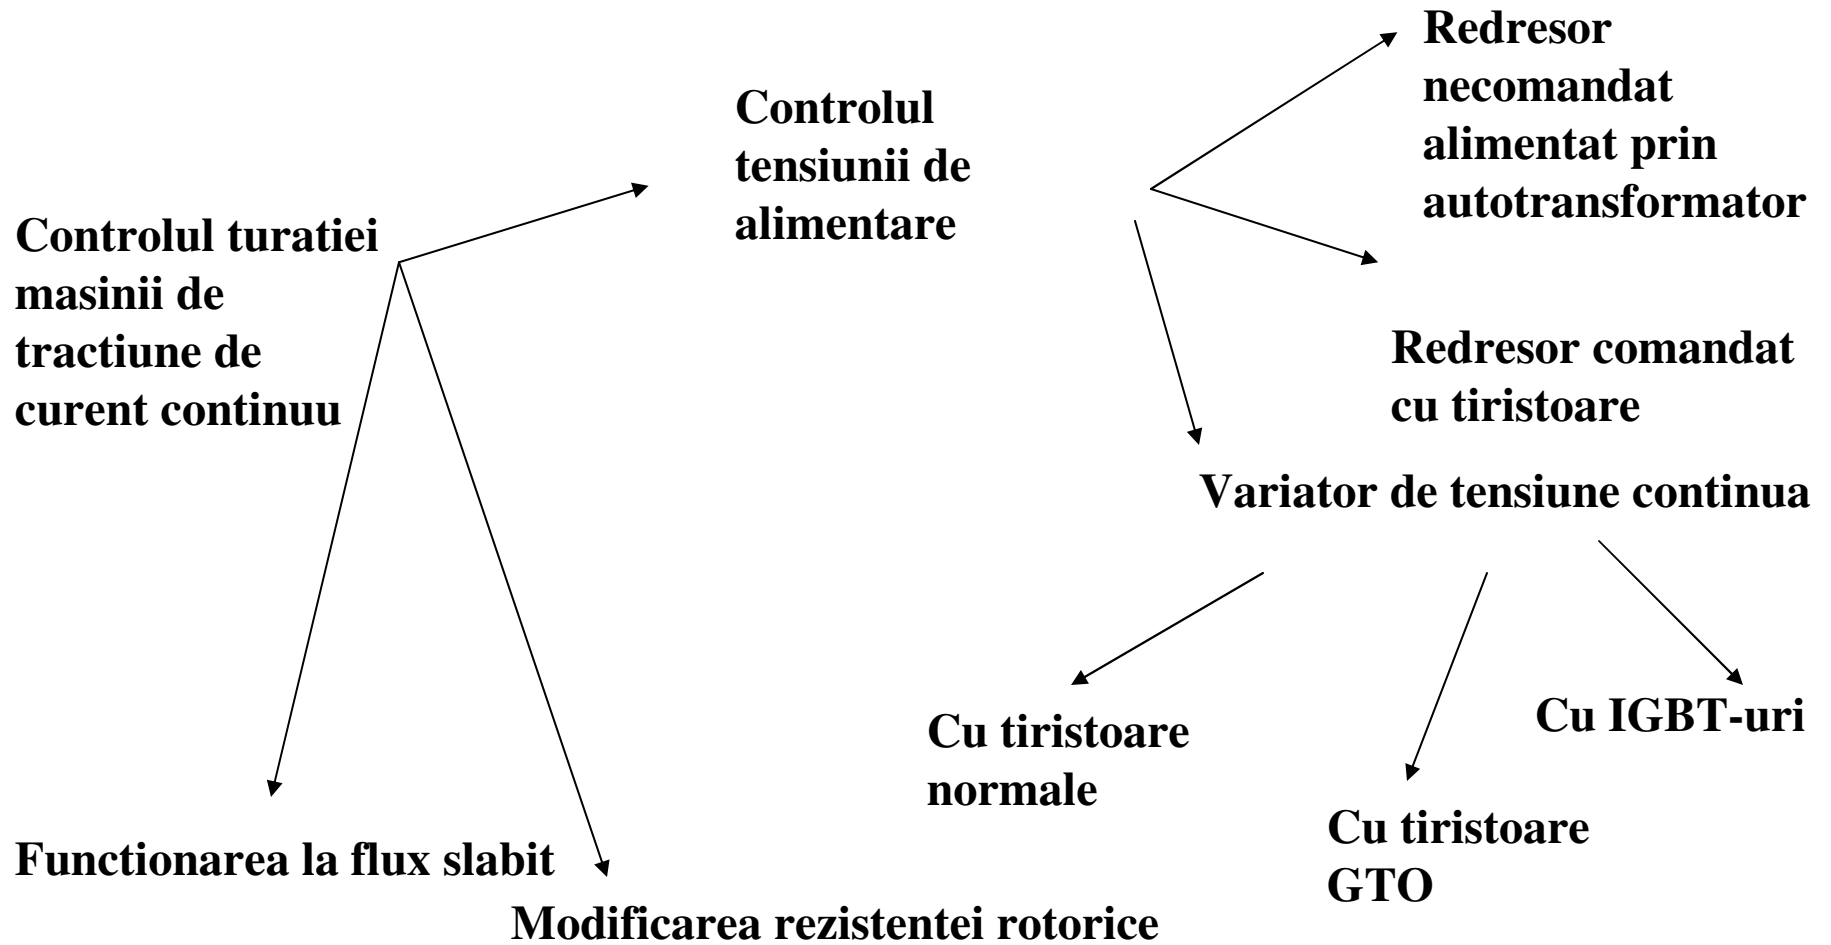 Controlul turatiei
masinii de
tractiune de
curent continuu
Controlul
tensiunii de
alimentare
Redresor
necomandat
alimentat prin
autotransformator
Redresor comandat
cu tiristoare
Variator de tensiune continua
Cu tiristoare
normale
Cu tiristoare
GTO
Cu IGBT-uri
Functionarea la flux slabit
Modificarea rezistentei rotorice